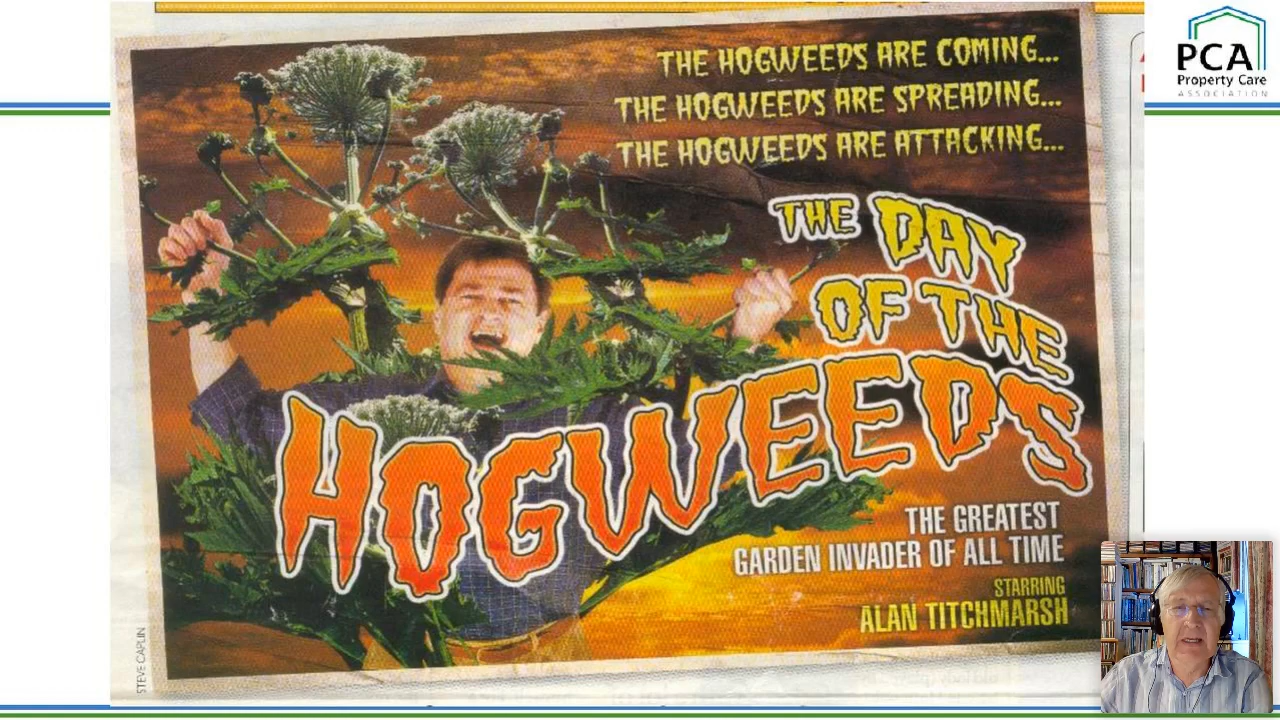 THE HOGWEEDS ARE COMING...
THE HOGWEEDS ARE SPREADING...
THE HOGWEEDS ARE ATTACKING...
THE DAY
OF THE
HOGWEEDS
THE GREATEST
GARDEN INVADER OF ALL TIME
STARRING
ALAN TITCHMARSH
STEVE CAPLIN
PCA
Property Care
ASSOCIATION